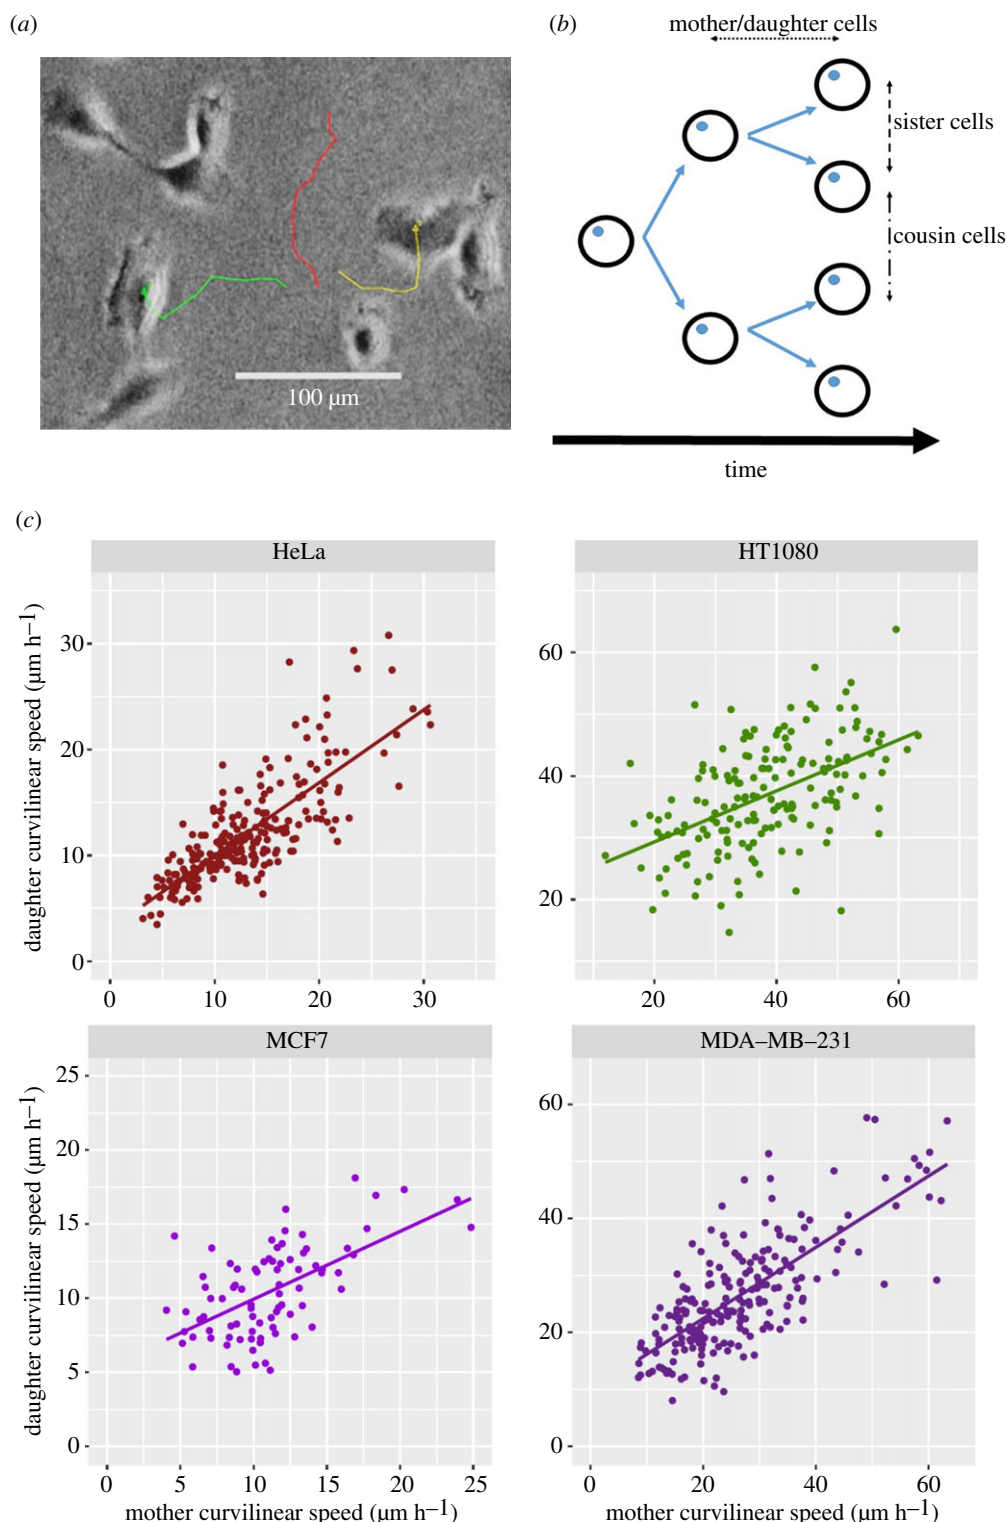 (a)
100 µm
(b)
mother/daughter cells
sister cells
cousin cells
time
(c)
HeLa
daughter curvilinear speed (µm h−1)
30
20
10
0
0 10 20 30
HT1080
60
40
20
20 40 60
MCF7
daughter curvilinear speed (µm h−1)
25
20
15
10
5
0
0 5 10 15 20 25
mother curvilinear speed (µm h−1)
MDA–MB–231
60
40
20
0
0 20 40 60
mother curvilinear speed (µm h−1)